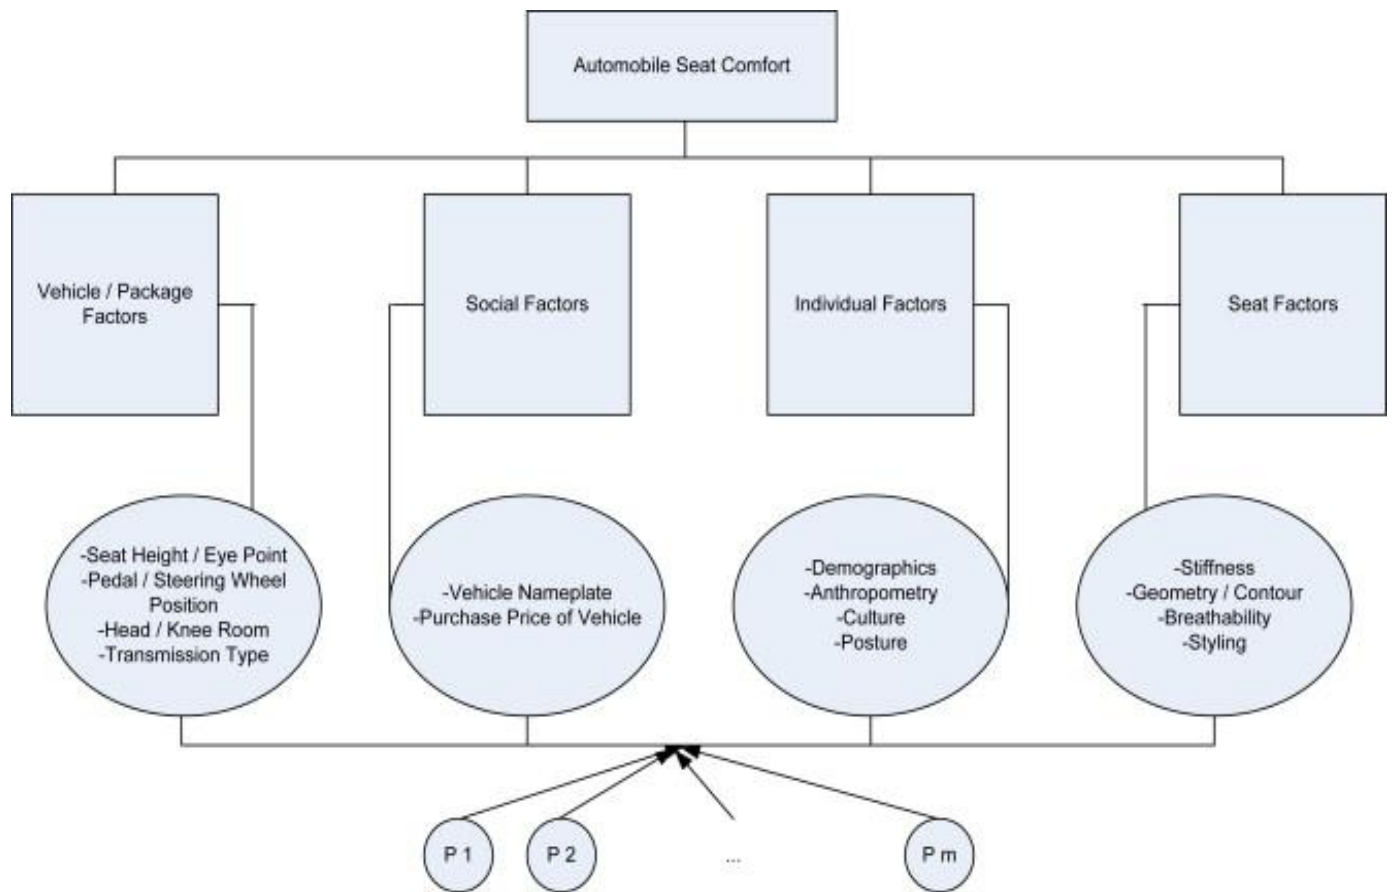 Automobile Seat Comfort
Vehicle / Package
Factors
Social Factors
Individual Factors
Seat Factors
-Seat Height / Eye Point
-Pedal / Steering Wheel
Position
-Head / Knee Room
-Transmission Type
-Vehicle Nameplate
-Purchase Price of Vehicle
-Demographics
-Anthropometry
-Culture
-Posture
-Stiffness
-Geometry / Contour
-Breathability
-Styling
P 1
P 2
...
P m